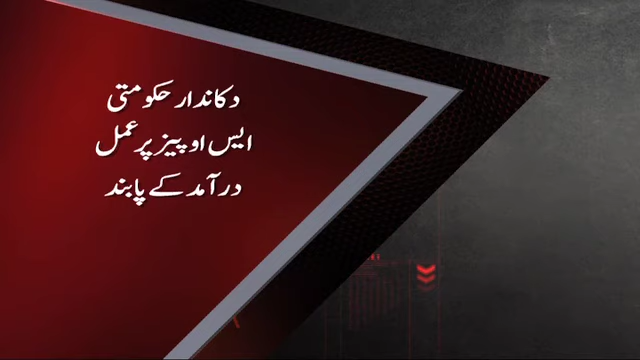 دکاندار حکومتی
ایس او پیز پر عمل
درآمد کے پابند